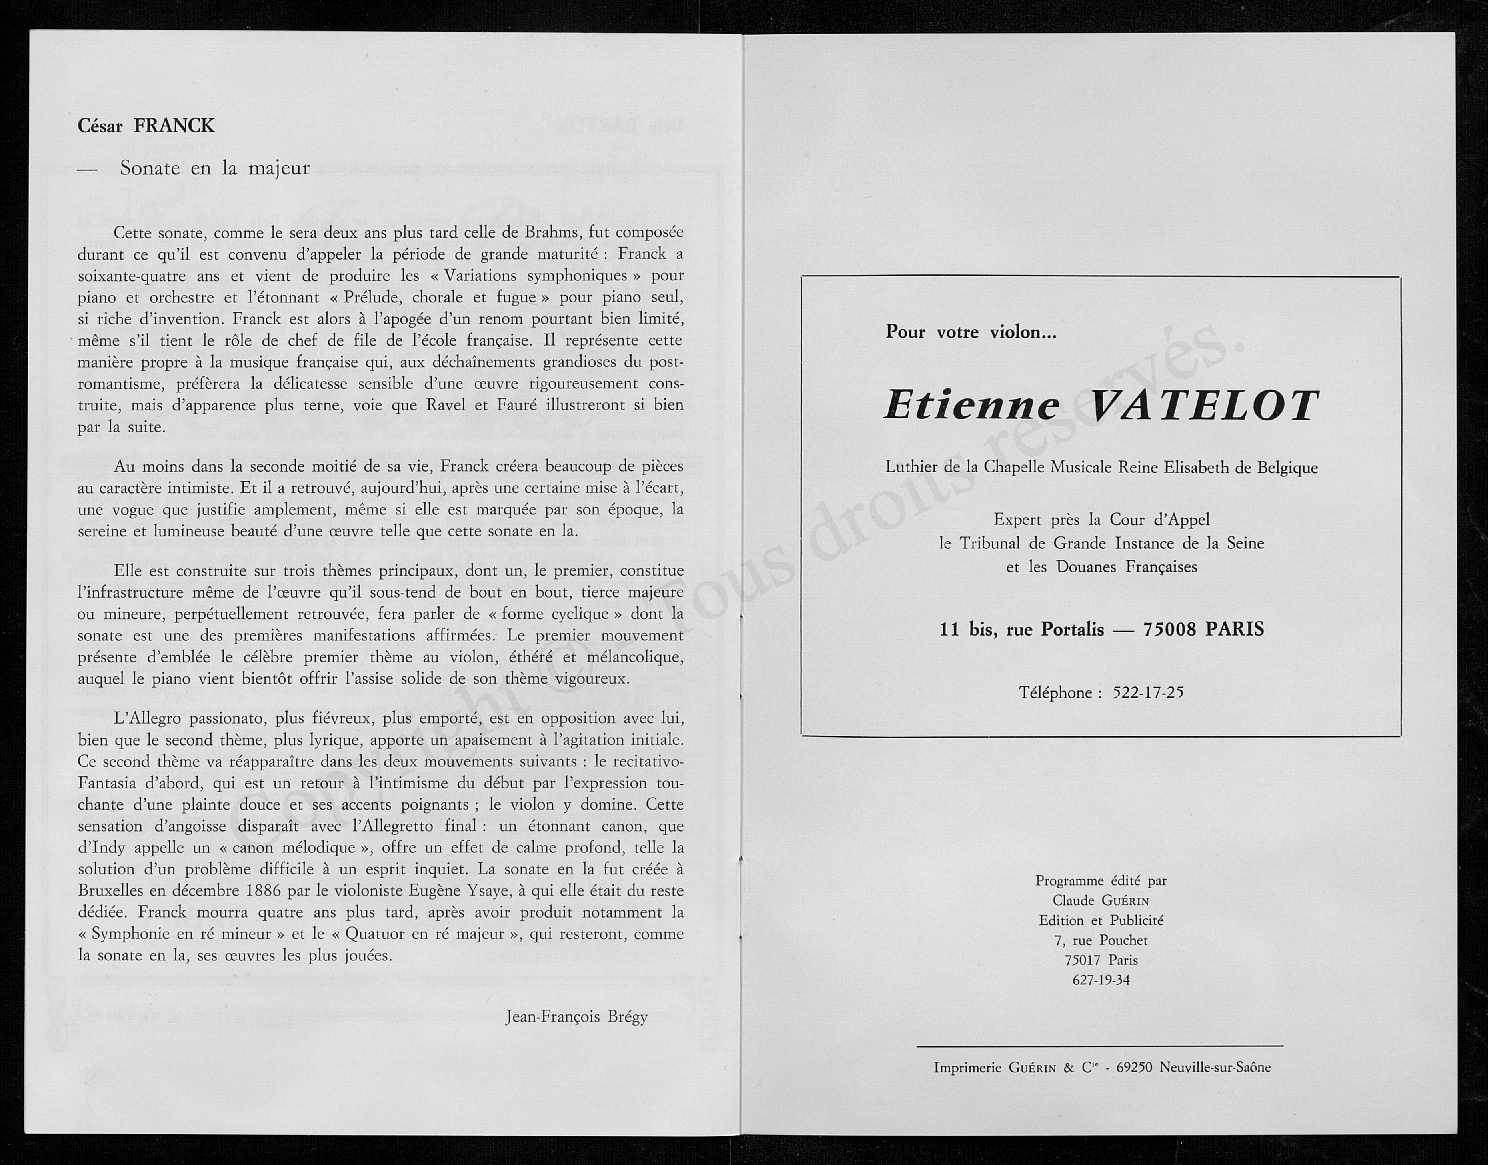 César FRANCK
— Sonate en la majeur
Cette sonate, comme le sera deux ans plus tard celle de Brahms, fut composée
durant ce qu'il est convenu d'appeler la période de grande maturité : Franck a
soixante-quatre ans et vient de produire les « Variations symphoniques » pour
piano et orchestre et l'étonnant « Prélude, chorale et fugue » pour piano seul,
si riche d'invention. Franck est alors à l'apogée d'un renom pourtant bien limité,
même s'il tient le rôle de chef de file de l'école française. Il représente cette
manière propre à la musique française qui, aux déchaînements grandioses du post-
romantisme, préfèrera la délicatesse sensible d'une œuvre rigoureusement cons-
truite, mais d'apparence plus terne, voie que Ravel et Fauré illustreront si bien
par la suite.
Au moins dans la seconde moitié de sa vie, Franck créera beaucoup de pièces
au caractère intimiste. Et il a retrouvé, aujourd'hui, après une certaine mise à l'écart,
une vogue que justifie amplement, même si elle est marquée par son époque, la
sereine et lumineuse beauté d'une œuvre telle que cette sonate en la.
Elle est construite sur trois thèmes principaux, dont un, le premier, constitue
l'infrastructure même de l'œuvre qu'il sous-tend de bout en bout, tierce majeure
ou mineure, perpétuellement retrouvée, fera parler de « forme cyclique » dont la
sonate est une des premières manifestations affirmées. Le premier mouvement
présente d'emblée le célèbre premier thème au violon, éthéré et mélancolique,
auquel le piano vient bientôt offrir l'assise solide de son thème vigoureux.
L'Allegro passionato, plus fiévreux, plus emporté, est en opposition avec lui,
bien que le second thème, plus lyrique, apporte un apaisement à l'agitation initiale.
Ce second thème va réapparaître dans les deux mouvements suivants : le recitativo-
Fantasia d'abord, qui est un retour à l'intimisme du début par l'expression tou-
chante d'une plainte douce et ses accents poignants ; le violon y domine. Cette
sensation d'angoisse disparaît avec l'Allegretto final : un étonnant canon, que
d'Indy appelle un « canon mélodique », offre un effet de calme profond, telle la
solution d'un problème difficile à un esprit inquiet. La sonate en la fut créée à
Bruxelles en décembre 1886 par le violoniste Eugène Ysaye, à qui elle était du reste
dédiée. Franck mourra quatre ans plus tard, après avoir produit notamment la
« Symphonie en ré mineur » et le « Quatuor en ré majeur », qui resteront, comme
la sonate en la, ses œuvres les plus jouées.
Jean-François Brégy
Pour votre violon...
Etienne VATELOT
Luthier de la Chapelle Musicale Reine Elisabeth de Belgique
Expert près la Cour d'Appel
le Tribunal de Grande Instance de la Seine
et les Douanes Françaises
11 bis, rue Portalis — 75008 PARIS
Téléphone : 522-17-25
Programme édité par
Claude GUÉRIN
Edition et Publicité
7, rue Pouchet
75017 Paris
627-19-34
Imprimerie GUÉRIN & Cie - 69250 Neuville-sur-Saône
Copyright © - Tous droits réservés.